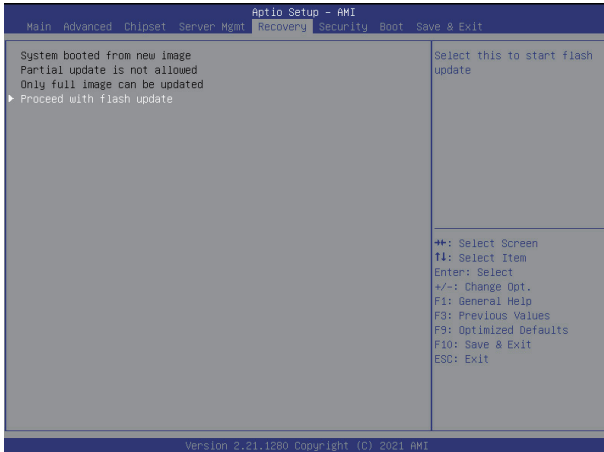 Aptio Setup – AMI
Main Advanced Chipset Server Mgmt Recovery Security Boot Save & Exit
System booted from new image
Partial update is not allowed
Only full image can be updated
▶ Proceed with flash update
Select this to start flash
update
→←: Select Screen
↑↓: Select Item
Enter: Select
+/-: Change Opt.
F1: General Help
F3: Previous Values
F9: Optimized Defaults
F10: Save & Exit
ESC: Exit
Version 2.21.1280 Copyright (C) 2021 AMI